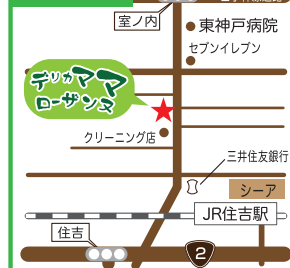 室ノ内
東神戸病院
セブンイレブン
デリカママ
ローザンヌ
クリーニング店
三井住友銀行
シーア
JR住吉駅
住吉
2